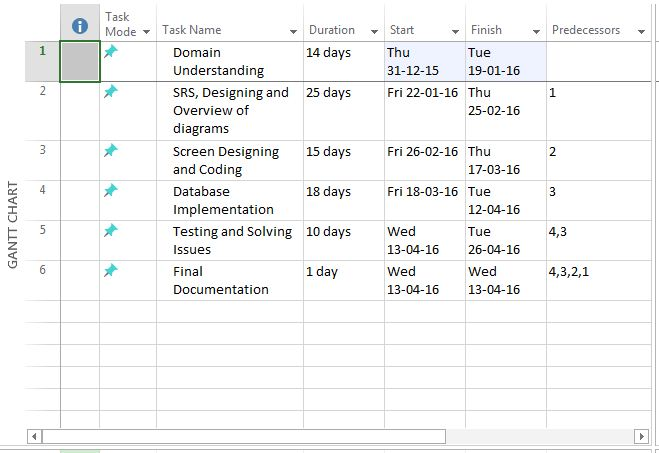 Task
Mode Task Name Duration Start Finish Predecessors
1 Domain 14 days Thu Tue
Understanding 31-12-15 19-01-16
2 SRS, Designing and 25 days Fri 22-01-16 Thu 1
Overview of 25-02-16
diagrams
3 Screen Designing 15 days Fri 26-02-16 Thu 2
and Coding 17-03-16
4 Database 18 days Fri 18-03-16 Tue 3
Implementation 12-04-16
5 Testing and Solving 10 days Wed Tue 4,3
Issues 13-04-16 26-04-16
6 Final 1 day Wed Wed 4,3,2,1
Documentation 13-04-16 13-04-16
GANTT CHART